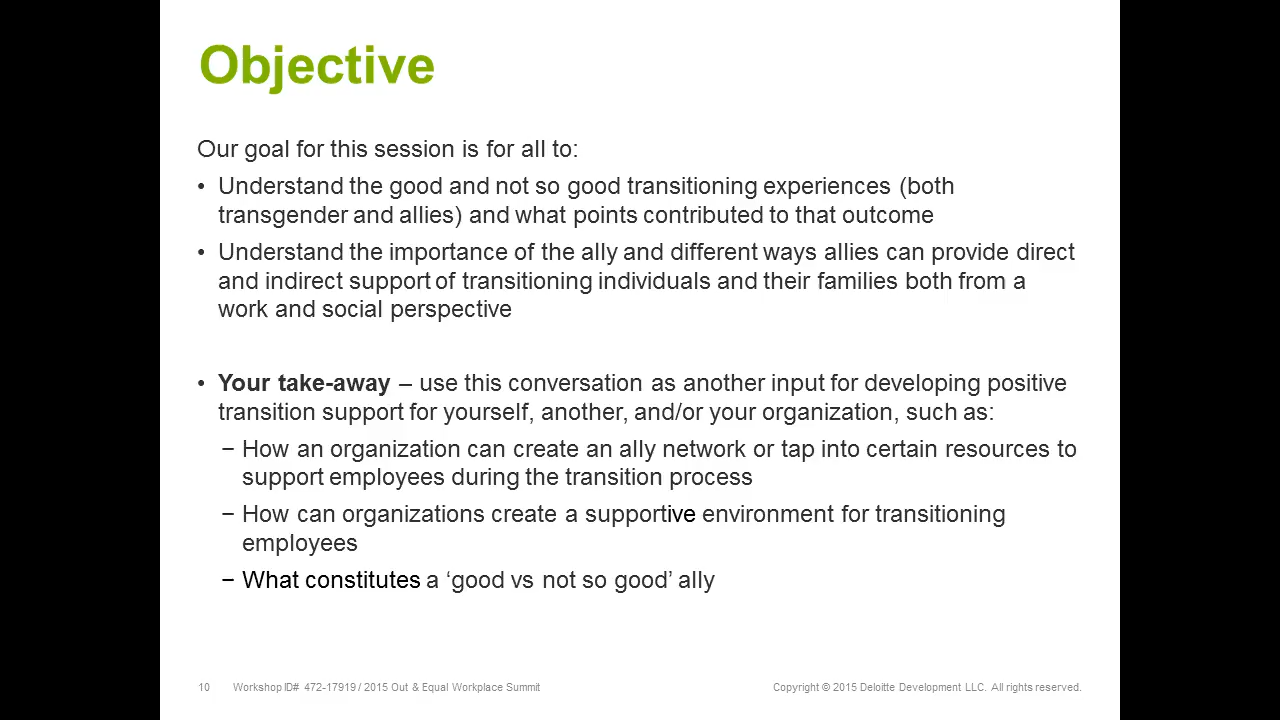 Objective
Our goal for this session is for all to:
• Understand the good and not so good transitioning experiences (both
transgender and allies) and what points contributed to that outcome
• Understand the importance of the ally and different ways allies can provide direct
and indirect support of transitioning individuals and their families both from a
work and social perspective
• Your take-away – use this conversation as another input for developing positive
transition support for yourself, another, and/or your organization, such as:
− How an organization can create an ally network or tap into certain resources to
support employees during the transition process
− How can organizations create a supportive environment for transitioning
employees
− What constitutes a ‘good vs not so good’ ally
10 Workshop ID# 472-17919 / 2015 Out & Equal Workplace Summit Copyright © 2015 Deloitte Development LLC. All rights reserved.